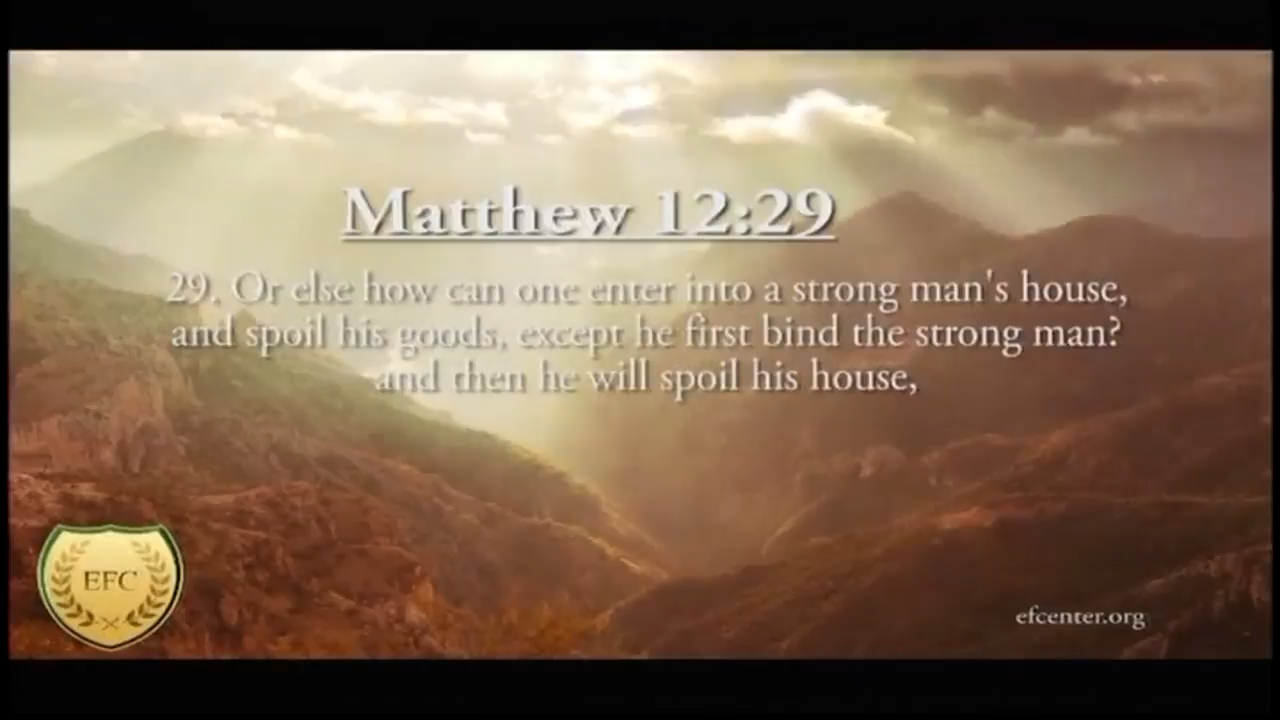 Matthew 12:29
29. Or else how can one enter into a strong man's house,
and spoil his goods, except he first bind the strong man?
and then he will spoil his house,
EFC
efcenter.org